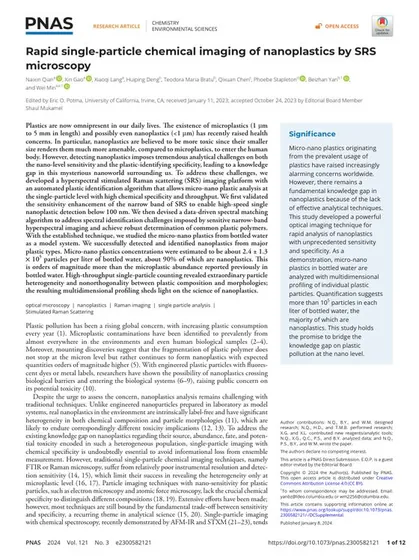 PNAS
RESEARCH ARTICLE
CHEMISTRY
ENVIRONMENTAL SCIENCES
OPEN ACCESS
Rapid single-particle chemical imaging of nanoplastics by SRS
microscopy
Naixin Qian, Xin Gao, Xiaoqi Lang, Huiping Deng, Teodora Maria Bratu, Qixuan Chen, Phoebe Stapleton, Beizhan Yan,
and Wei Min
Edited by Eric O. Potma, University of California, Irvine, CA; received January 11, 2023; accepted October 24, 2023 by Editorial Board Member
Shaul Mukamel
Plastics are now omnipresent in our daily lives. The existence of microplastics (1 µm
to 5 mm in length) and possibly even nanoplastics (<1 μm) has recently raised health
concerns. In particular, nanoplastics are believed to be more toxic since their smaller
size renders them much more amenable, compared to microplastics, to enter the human
body. However, detecting nanoplastics imposes tremendous analytical challenges on both
the nano-level sensitivity and the plastic-identifying specificity, leading to a knowledge
gap in this mysterious nanoworld surrounding us. To address these challenges, we
developed a hyperspectral stimulated Raman scattering (SRS) imaging platform with
an automated plastic identification algorithm that allows micro-nano plastic analysis at
the single-particle level with high chemical specificity and throughput. We first validated
the sensitivity enhancement of the narrow band of SRS to enable high-speed single
nanoplastic detection below 100 nm. We then devised a data-driven spectral matching
algorithm to address spectral identification challenges imposed by sensitive narrow-band
hyperspectral imaging and achieve robust determination of common plastic polymers.
With the established technique, we studied the micro-nano plastics from bottled water
as a model system. We successfully detected and identified nanoplastics from major
plastic types. Micro-nano plastics concentrations were estimated to be about 2.4 ± 1.3
× 10⁵ particles per liter of bottled water, about 90% of which are nanoplastics. This
is orders of magnitude more than the microplastic abundance reported previously in
bottled water. High-throughput single-particle counting revealed extraordinary particle
heterogeneity and nonorthogonality between plastic composition and morphologies;
the resulting multidimensional profiling sheds light on the science of nanoplastics.
optical microscopy | nanoplastics | Raman imaging | single particle analysis |
Stimulated Raman Scattering
Plastic pollution has been a rising global concern, with increasing plastic consumption
every year (1). Microplastic contaminations have been identified to prevalently from
almost everywhere in the environments and even human biological samples (2–4).
Moreover, mounting discoveries suggest that the fragmentation of plastic polymer does
not stop at the micron level but rather continues to form nanoplastics with expected
quantities orders of magnitude higher (5). With engineered plastic particles with fluores-
cent dyes or metal labels, researchers have shown the possibility of nanoplastics crossing
biological barriers and entering the biological systems (6–9), raising public concern on
its potential toxicity (10).
Despite the urge to assess the concern, nanoplastics analysis remains challenging with
traditional techniques. Unlike engineered nanoparticles prepared in laboratory as model
systems, real nanoplastics in the environment are intrinsically label-free and have significant
heterogeneity in both chemical composition and particle morphologies (11), which are
likely to endure correspondingly different toxicity implications (12, 13). To address the
existing knowledge gap on nanoplastics regarding their source, abundance, fate, and poten-
tial toxicity encoded in such a heterogenous population, single-particle imaging with
chemical specificity is undoubtedly essential to avoid informational loss from ensemble
measurement. However, traditional single-particle chemical imaging techniques, namely
FTIR or Raman microscopy, suffer from relatively poor instrumental resolution and detec-
tion sensitivity (14, 15), which limit their success in revealing the heterogeneity only at
microplastic level (16, 17). Particle imaging techniques with nano-sensitivity for plastic
particles, such as electron microscopy and atomic force microscopy, lack the crucial chemical
specificity to distinguish different compositions (18, 19). Extensive efforts have been made;
however, most techniques are still bound by the fundamental trade-off between sensitivity
and specificity, a recurring theme in analytical science (15, 20). Single-particle imaging
with chemical spectroscopy, recently demonstrated by AFM-IR and STXM (21–23), tends
Significance
Micro-nano plastics originating
from the prevalent usage of
plastics have raised increasingly
alarming concerns worldwide.
However, there remains a
fundamental knowledge gap in
nanoplastics because of the lack
of effective analytical techniques.
This study developed a powerful
optical imaging technique for
rapid analysis of nanoplastics
with unprecedented sensitivity
and specificity. As a
demonstration, micro-nano
plastics in bottled water are
analyzed with multidimensional
profiling of individual plastic
particles. Quantification suggests
more than 10⁵ particles in each
liter of bottled water, the
majority of which are
nanoplastics. This study holds
the promise to bridge the
knowledge gap on plastic
pollution at the nano level.
Author contributions: N.Q., B.Y., and W.M. designed
research; N.Q., H.D., and T.M.B. performed research;
X.G. and X.L. contributed new reagents/analytic tools;
N.Q., X.G., Q.C., P.S., and B.Y. analyzed data; and N.Q.,
P.S., B.Y., and W.M. wrote the paper.
The authors declare no competing interest.
This article is a PNAS Direct Submission. E.O.P. is a guest
editor invited by the Editorial Board.
Copyright © 2024 the Author(s). Published by PNAS.
This open access article is distributed under Creative
Commons
To whom correspondence may be addressed. Email:
yanbz@ldeo.columbia.edu or wm2256@columbia.edu.
This article contains supporting information online at
Published January 8, 2024.
PNAS 2024 Vol. 121 No. 3 e2300582121
1 of 12